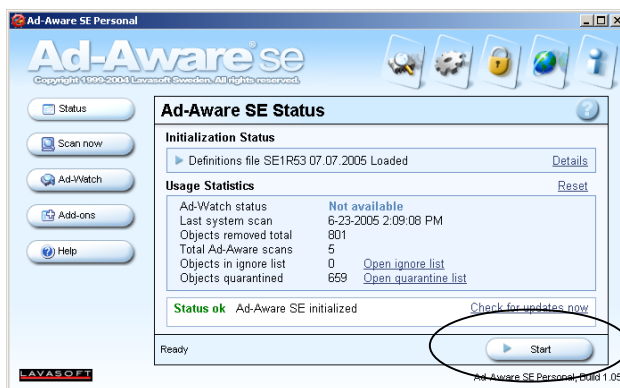 Ad-Aware SE Personal
Ad-Aware se
Copyright 1999-2004 Lavasoft Sweden. All rights reserved.
Status
Scan now
Ad-Watch
Add-ons
Help
Ad-Aware SE Status
Initialization Status
Definitions file SE1R53 07.07.2005 Loaded Details
Usage Statistics Reset
Ad-Watch status Not available
Last system scan 6-23-2005 2:09:08 PM
Objects removed total 801
Total Ad-Aware scans 5
Objects in ignore list 0 Open ignore list
Objects quarantined 659 Open quarantine list
Status ok Ad-Aware SE initialized Check for updates now
Ready Start
LAVASOFT Ad-Aware SE Personal, Build 1.05